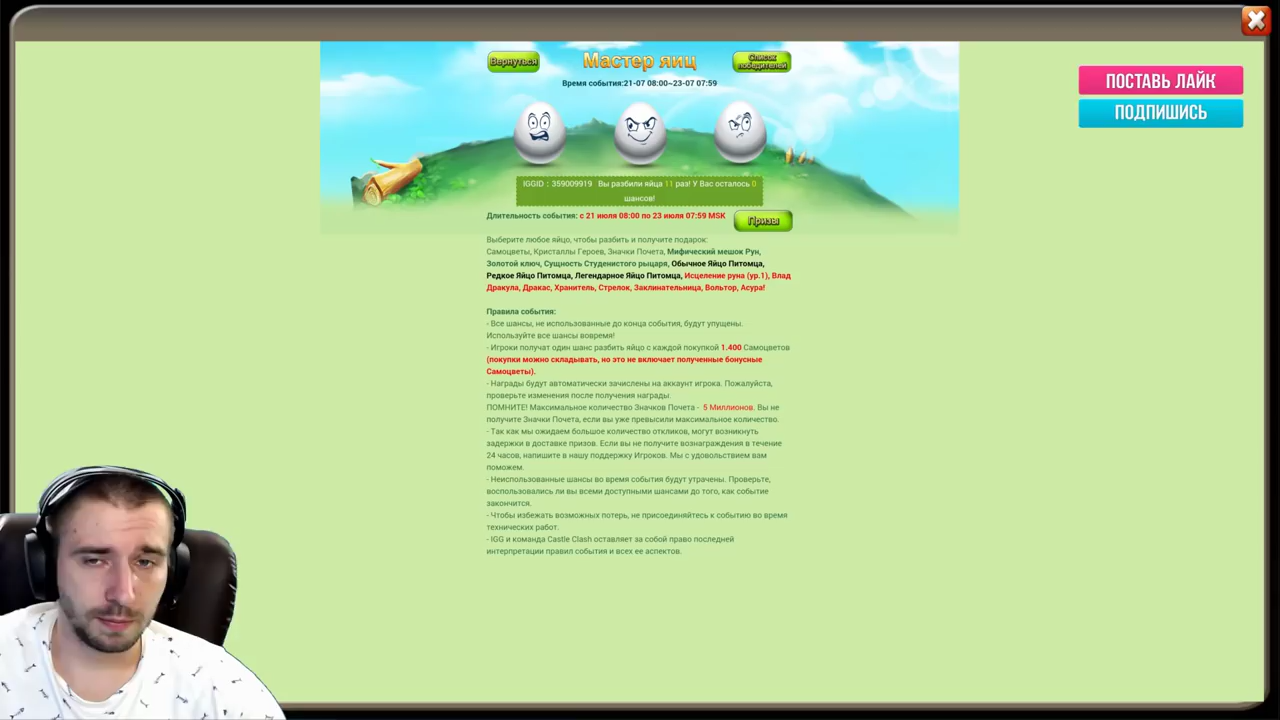 Вернуться
Мастер яиц
Список победителей
Время события:21-07 08:00~23-07 07:59
ПОСТАВЬ ЛАЙК
ПОДПИШИСЬ
IGGID : 359009919 Вы разбили яйца 11 раз! У Вас осталось 0
шансов!
Длительность события: с 21 июля 08:00 по 23 июля 07:59 MSK
Призы
Выберите любое яйцо, чтобы разбить и получите подарок:
Самоцветы, Кристаллы Героев, Значки Почета, Мифический мешок Рун,
Золотой ключ, Сущность Студенистого рыцаря, Обычное Яйцо Питомца,
Редкое Яйцо Питомца, Легендарное Яйцо Питомца, Исцеление руна (ур.1), Влад
Дракула, Дракас, Хранитель, Стрелок, Заклинательница, Вольтор, Асура!
Правила события:
- Все шансы, не использованные до конца события, будут упущены.
Используйте все шансы вовремя!
- Игроки получат один шанс разбить яйцо с каждой покупкой 1.400 Самоцветов
(покупки можно складывать, но это не включает полученные бонусные
Самоцветы).
- Награды будут автоматически зачислены на аккаунт игрока. Пожалуйста,
проверьте изменения после получения награды.
ПОМНИТЕ! Максимальное количество Значков Почета - 5 Миллионов. Вы не
получите Значки Почета, если вы уже превысили максимальное количество.
- Так как мы ожидаем большое количество откликов, могут возникнуть
задержки в доставке призов. Если вы не получите вознаграждения в течение
24 часов, напишите в нашу поддержку Игроков. Мы с удовольствием вам
поможем.
- Неиспользованные шансы во время события будут утрачены. Проверьте,
воспользовались ли вы всеми доступными шансами до того, как событие
закончится.
- Чтобы избежать возможных потерь, не присоединяйтесь к событию во время
технических работ.
- IGG и команда Castle Clash оставляет за собой право последней
интерпретации правил события и всех ее аспектов.